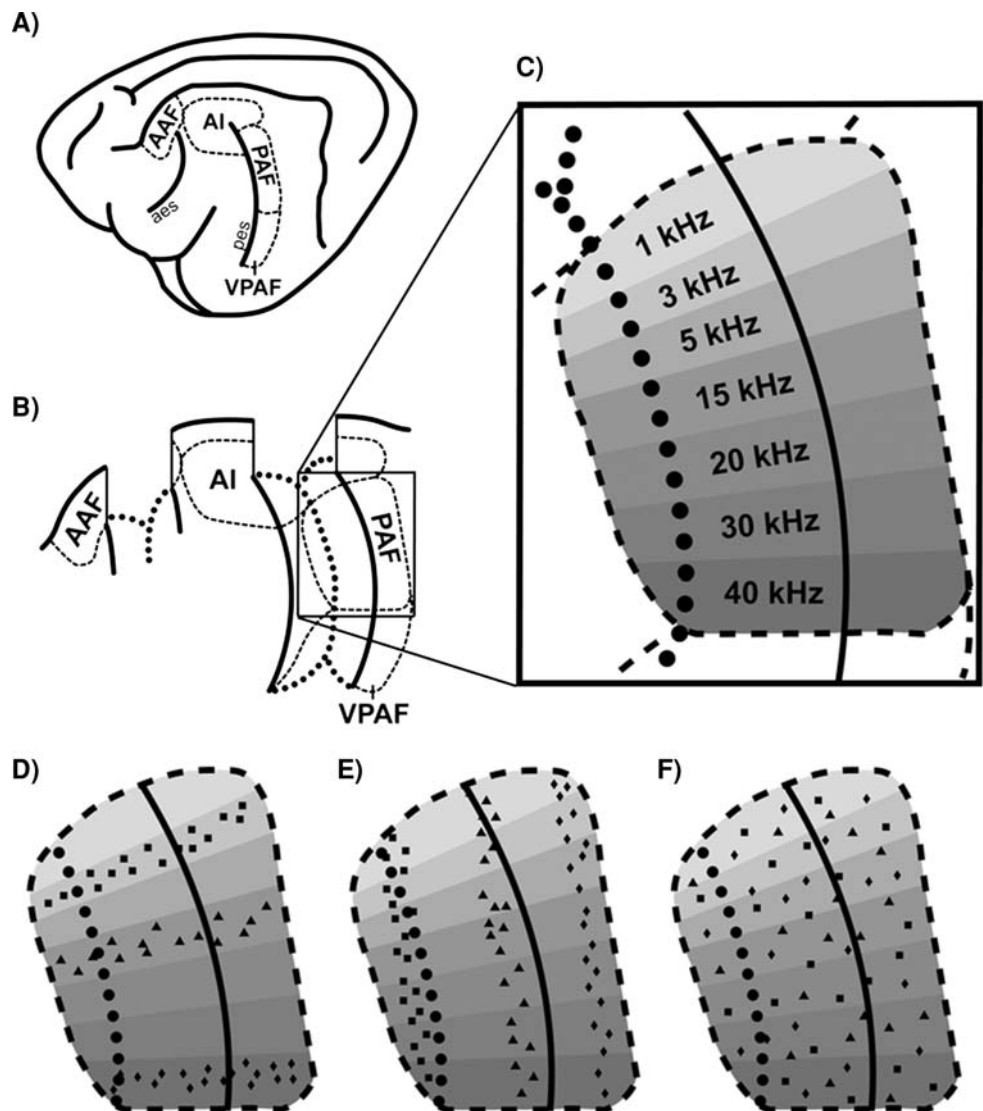 A)
AAF
AI
PAF
aes
pes
VPAF
B)
AAF
AI
PAF
VPAF
C)
1 kHz
3 kHz
5 kHz
15 kHz
20 kHz
30 kHz
40 kHz
D)
E)
F)